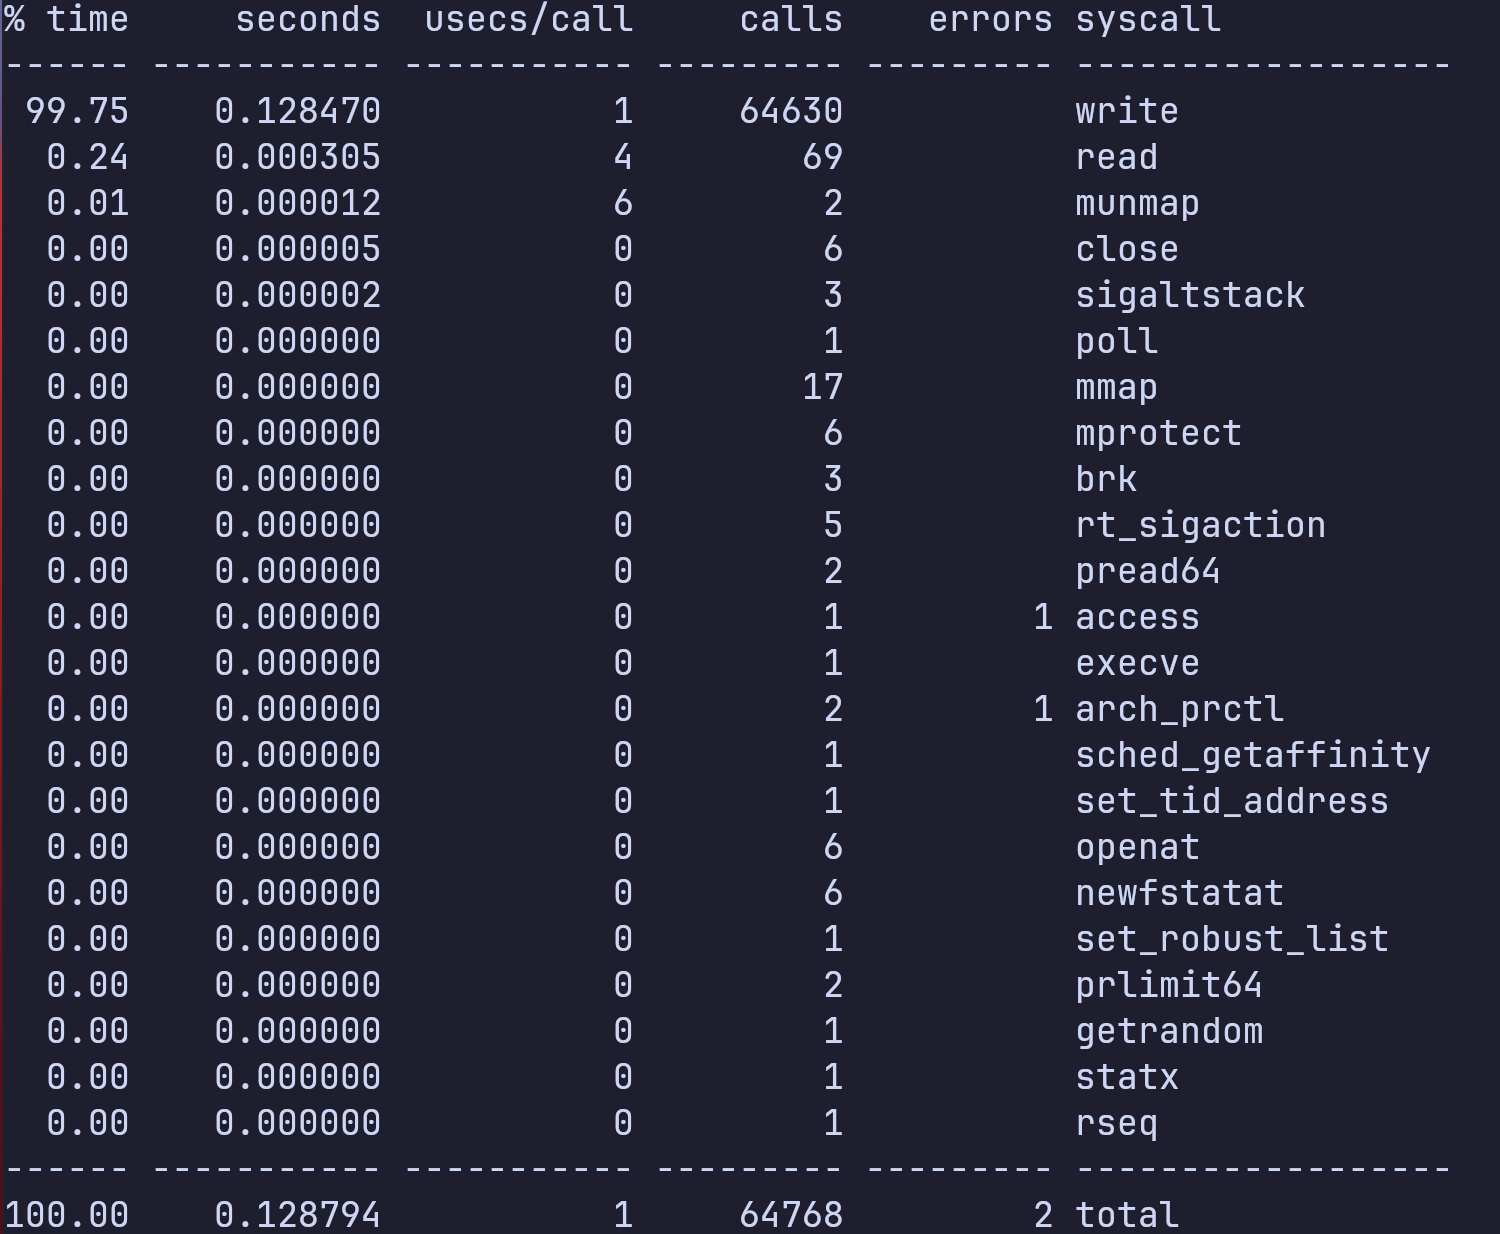 % time     seconds  usecs/call     calls    errors syscall
------ ----------- ----------- --------- --------- ------------------
 99.75    0.128470           1     64630           write
  0.24    0.000305           4        69           read
  0.01    0.000012           6         2           munmap
  0.00    0.000005           0         6           close
  0.00    0.000002           0         3           sigaltstack
  0.00    0.000000           0         1           poll
  0.00    0.000000           0        17           mmap
  0.00    0.000000           0         6           mprotect
  0.00    0.000000           0         3           brk
  0.00    0.000000           0         5           rt_sigaction
  0.00    0.000000           0         2           pread64
  0.00    0.000000           0         1         1 access
  0.00    0.000000           0         1           execve
  0.00    0.000000           0         2         1 arch_prctl
  0.00    0.000000           0         1           sched_getaffinity
  0.00    0.000000           0         1           set_tid_address
  0.00    0.000000           0         6           openat
  0.00    0.000000           0         6           newfstatat
  0.00    0.000000           0         1           set_robust_list
  0.00    0.000000           0         2           prlimit64
  0.00    0.000000           0         1           getrandom
  0.00    0.000000           0         1           statx
  0.00    0.000000           0         1           rseq
------ ----------- ----------- --------- --------- ------------------
100.00    0.128794           1     64768         2 total